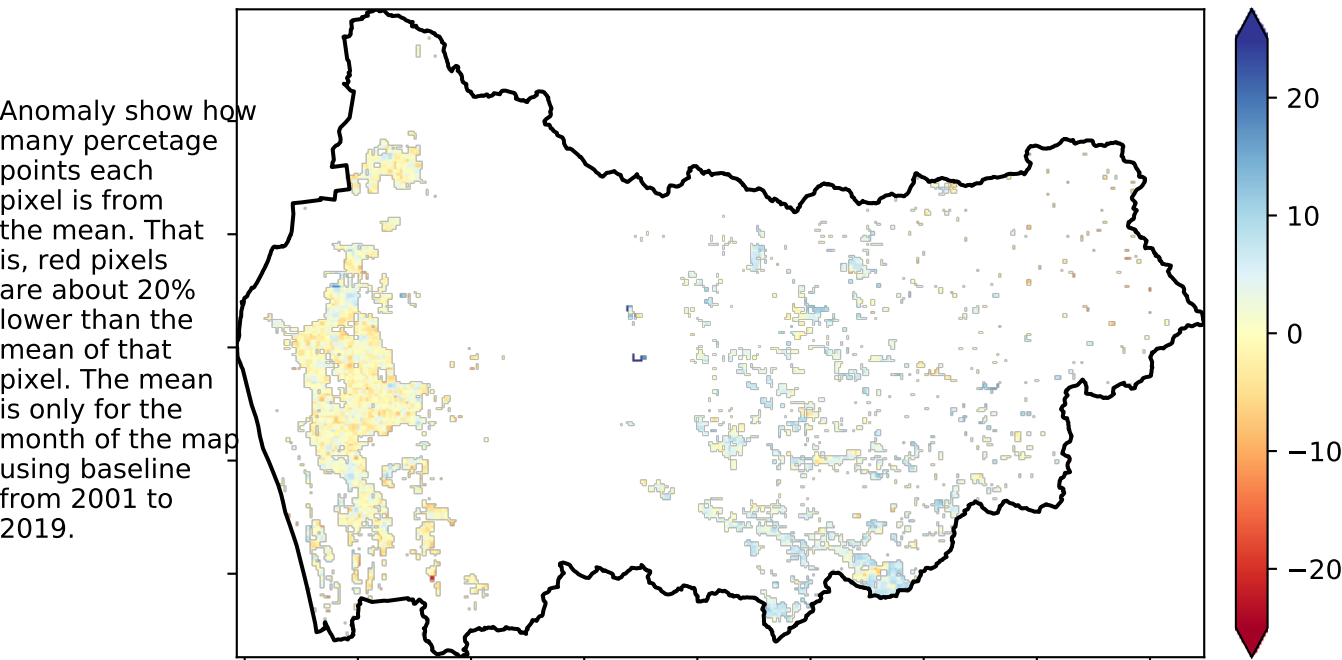 Anomaly show how
many percetage
points each
pixel is from
the mean. That
is, red pixels
are about 20%
lower than the
mean of that
pixel. The mean
is only for the
month of the map
using baseline
from 2001 to
2019.
20
10
0
−10
−20